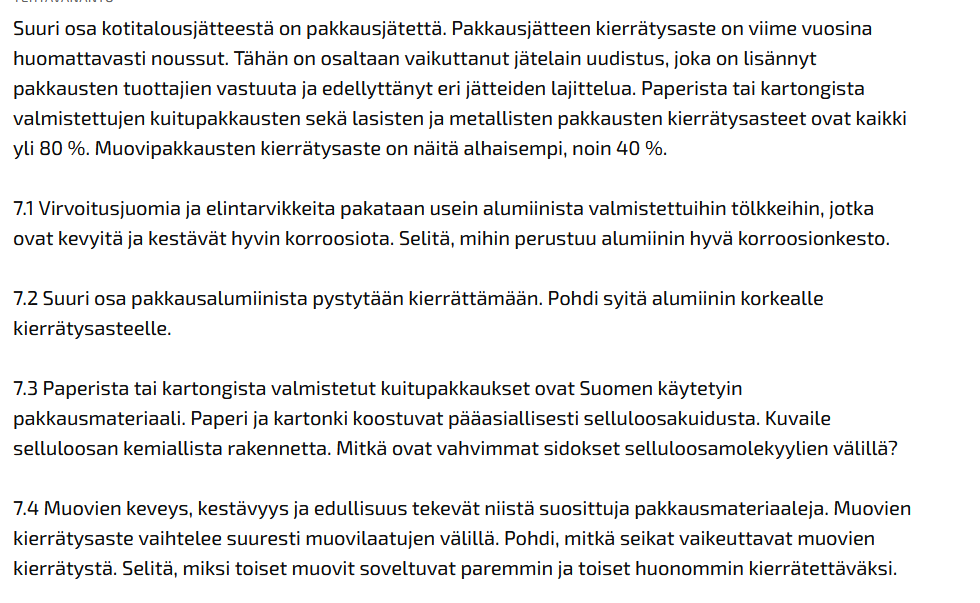 Suuri osa kotitalousjätteestä on pakkausjätettä. Pakkausjätteen kierrätysaste on viime vuosina
huomattavasti noussut. Tähän on osaltaan vaikuttanut jätelain uudistus, joka on lisännyt
pakkausten tuottajien vastuuta ja edellyttänyt eri jätteiden lajittelua. Paperista tai kartongista
valmistettujen kuitupakkausten sekä lasisten ja metallisten pakkausten kierrätysasteet ovat kaikki
yli 80 %. Muovipakkausten kierrätysaste on näitä alhaisempi, noin 40 %.
7.1 Virvoitusjuomia ja elintarvikkeita pakataan usein alumiinista valmistettuihin tölkkeihin, jotka
ovat kevyitä ja kestävät hyvin korroosiota. Selitä, mihin perustuu alumiinin hyvä korroosionkesto.
7.2 Suuri osa pakkausalumiinista pystytään kierrättämään. Pohdi syitä alumiinin korkealle
kierrätysasteelle.
7.3 Paperista tai kartongista valmistetut kuitupakkaukset ovat Suomen käytetyin
pakkausmateriaali. Paperi ja kartonki koostuvat pääasiallisesti selluloosakuidusta. Kuvaile
selluloosan kemiallista rakennetta. Mitkä ovat vahvimmat sidokset selluloosamolekyylien välillä?
7.4 Muovien keveys, kestävyys ja edullisuus tekevät niistä suosittuja pakkausmateriaaleja. Muovien
kierrätysaste vaihtelee suuresti muovilaatujen välillä. Pohdi, mitkä seikat vaikeuttavat muovien
kierrätystä. Selitä, miksi toiset muovit soveltuvat paremmin ja toiset huonommin kierrätettäväksi.